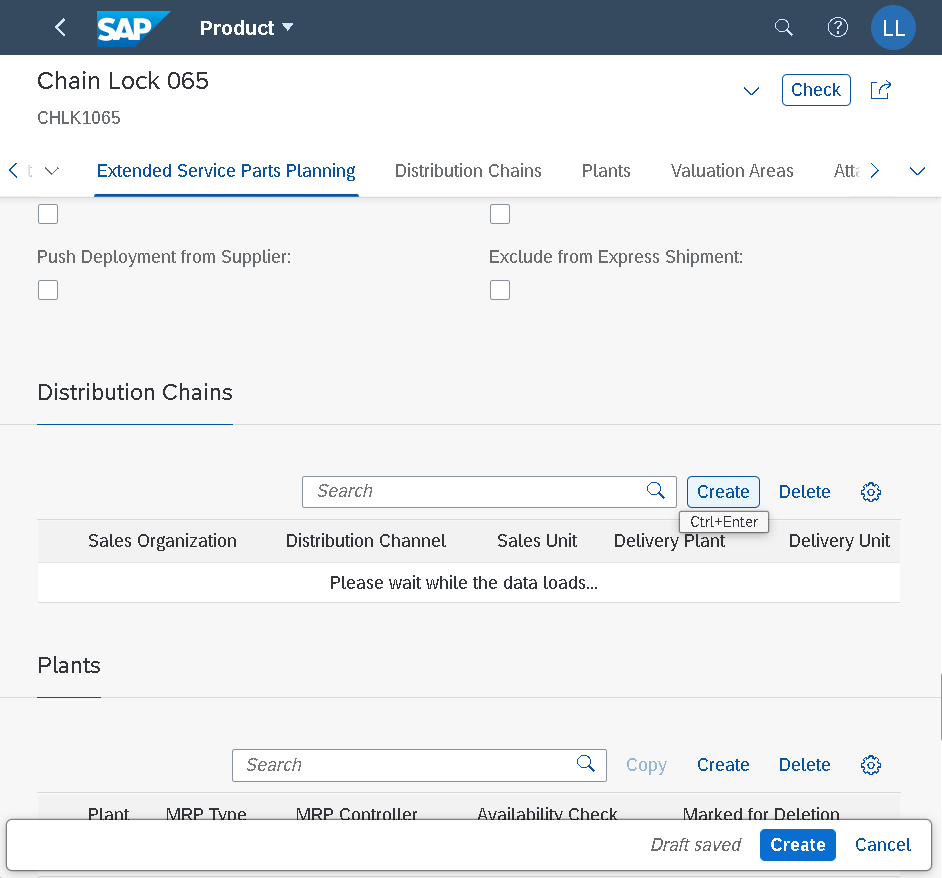 SAP Product LL
Chain Lock 065
Check
CHLK1065
t Extended Service Parts Planning Distribution Chains Plants Valuation Areas Atta
Push Deployment from Supplier: Exclude from Express Shipment:
Distribution Chains
Search Create Delete
Ctrl+Enter
Sales Organization Distribution Channel Sales Unit Delivery Plant Delivery Unit
Please wait while the data loads...
Plants
Search Copy Create Delete
Plant MRP Type MRP Controller Availability Check Marked for Deletion
Draft saved Create Cancel